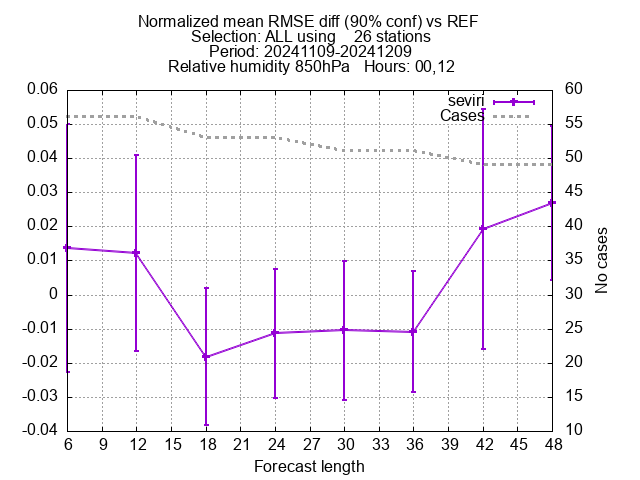 Normalized mean RMSE diff (90% conf) vs REF
Selection: ALL using    26 stations
Period: 20241109-20241209
Relative humidity 850hPa   Hours: 00,12
seviri
Cases
0.06
0.05
0.04
0.03
0.02
0.01
0
-0.01
-0.02
-0.03
-0.04
60
55
50
45
40
35
30
25
20
15
10
No cases
6 9 12 15 18 21 24 27 30 33 36 39 42 45 48
Forecast length